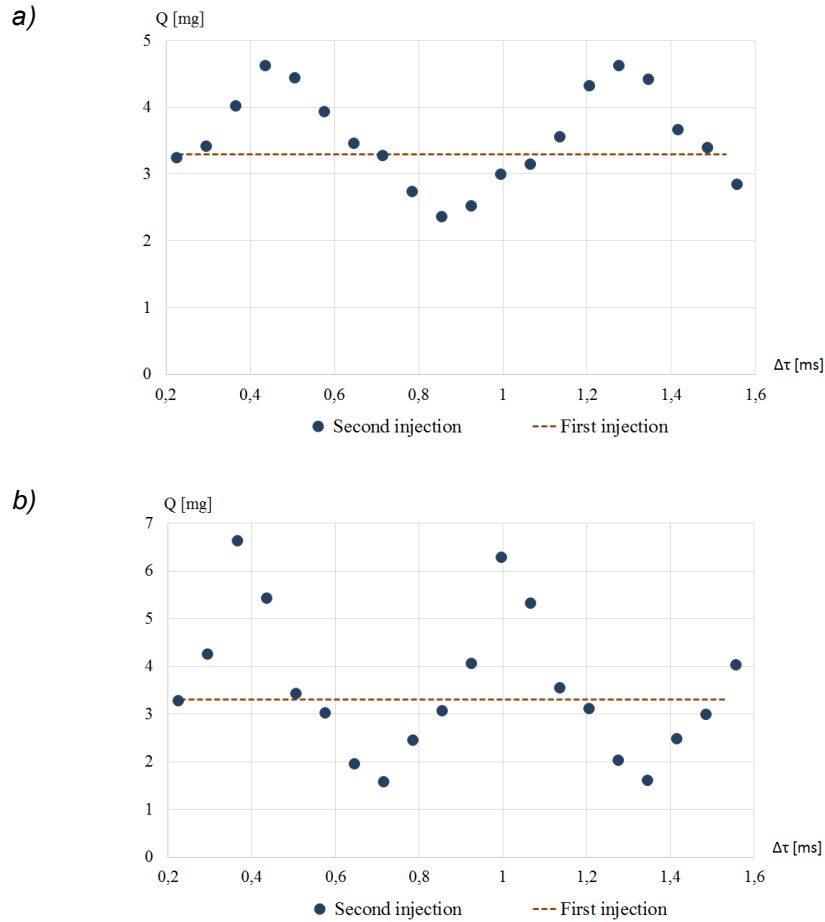 a)
Q [mg]
5
4
3
2
1
0
Δτ [ms]
0,2 0,4 0,6 0,8 1 1,2 1,4 1,6
Second injection First injection
b)
Q [mg]
7
6
5
4
3
2
1
0
Δτ [ms]
0,2 0,4 0,6 0,8 1 1,2 1,4 1,6
Second injection First injection